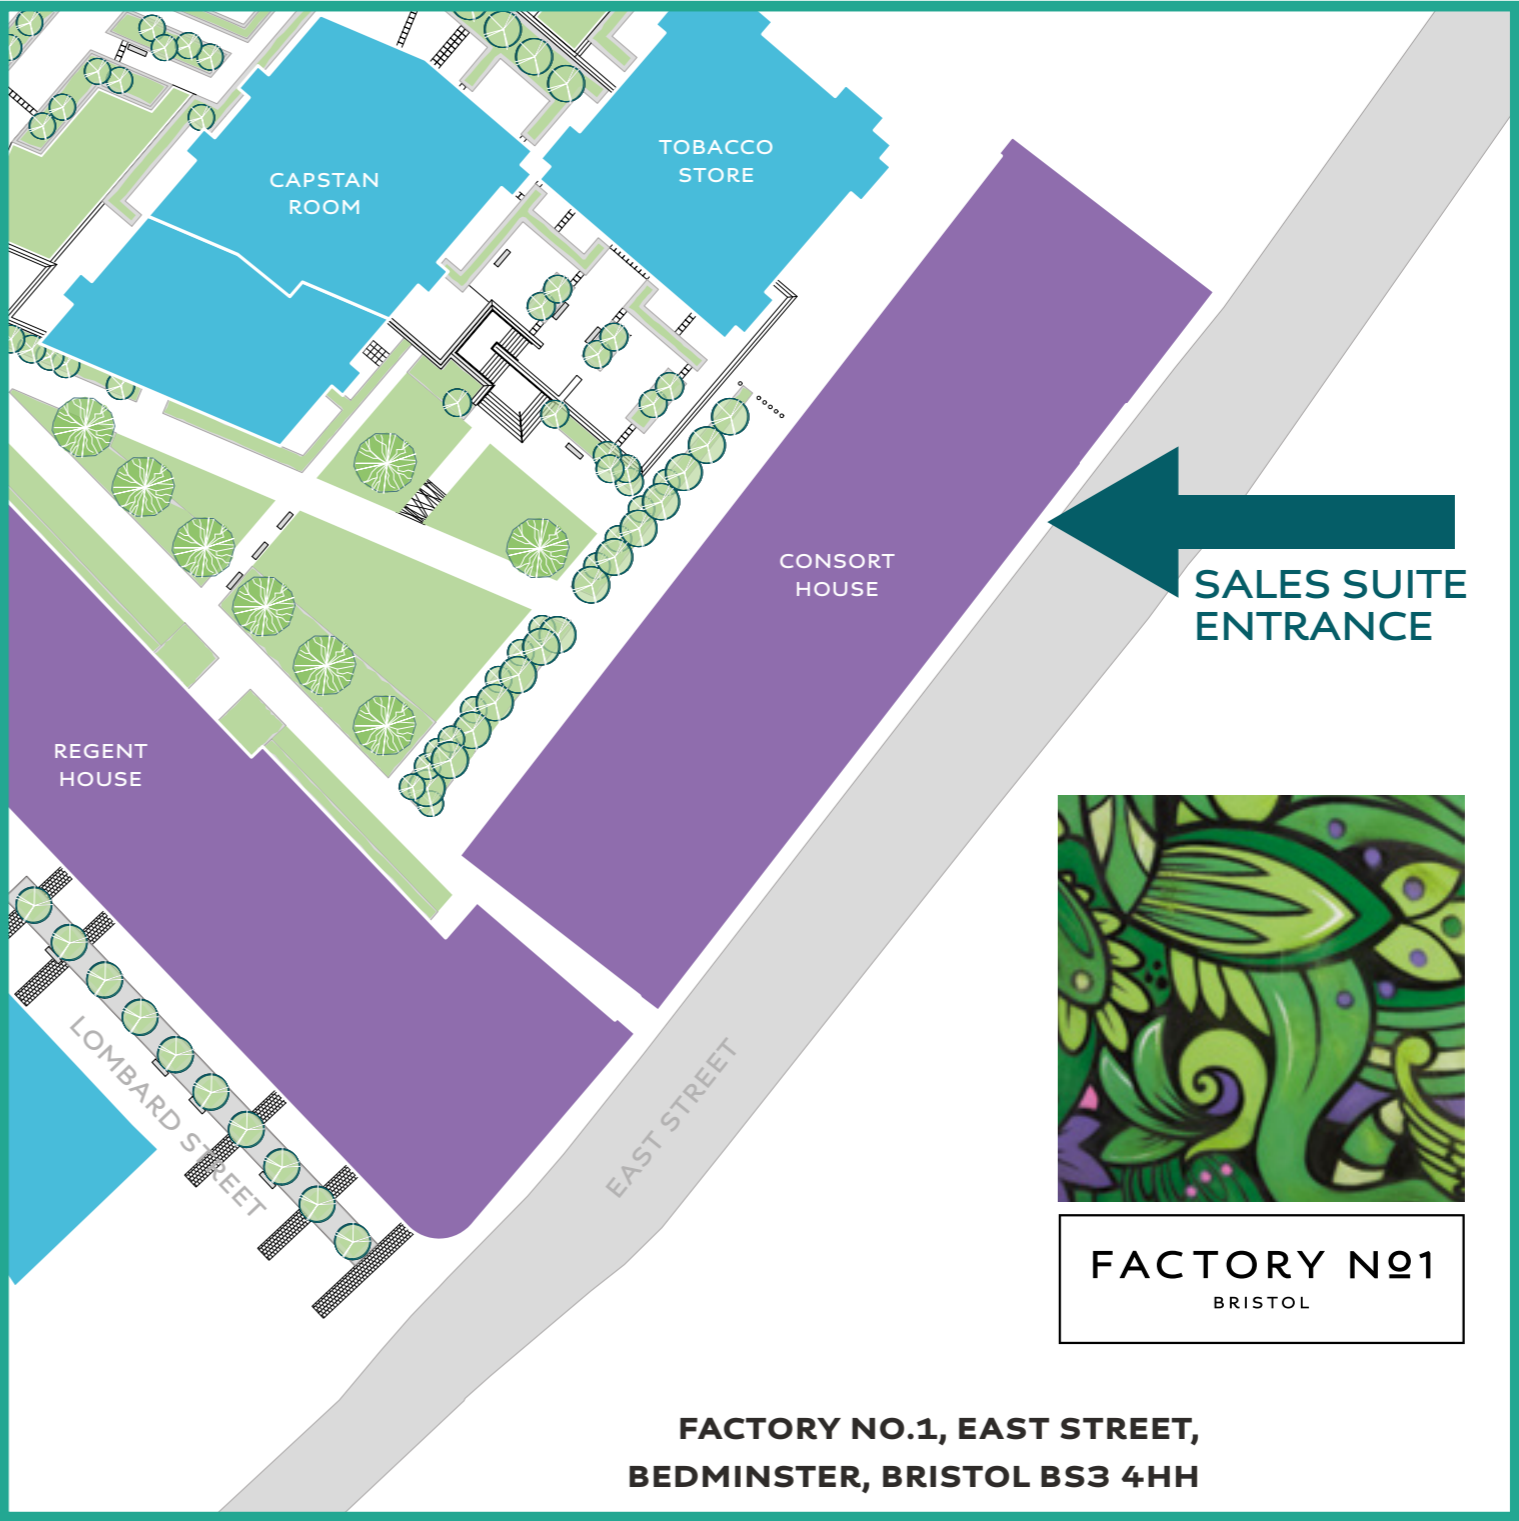 TOBACCO
STORE
CAPSTAN
ROOM
CONSORT
HOUSE
SALES SUITE
ENTRANCE
REGENT
HOUSE
LOMBARD STREET
EAST STREET
FACTORY Nº1
BRISTOL
FACTORY NO.1, EAST STREET,
BEDMINSTER, BRISTOL BS3 4HH